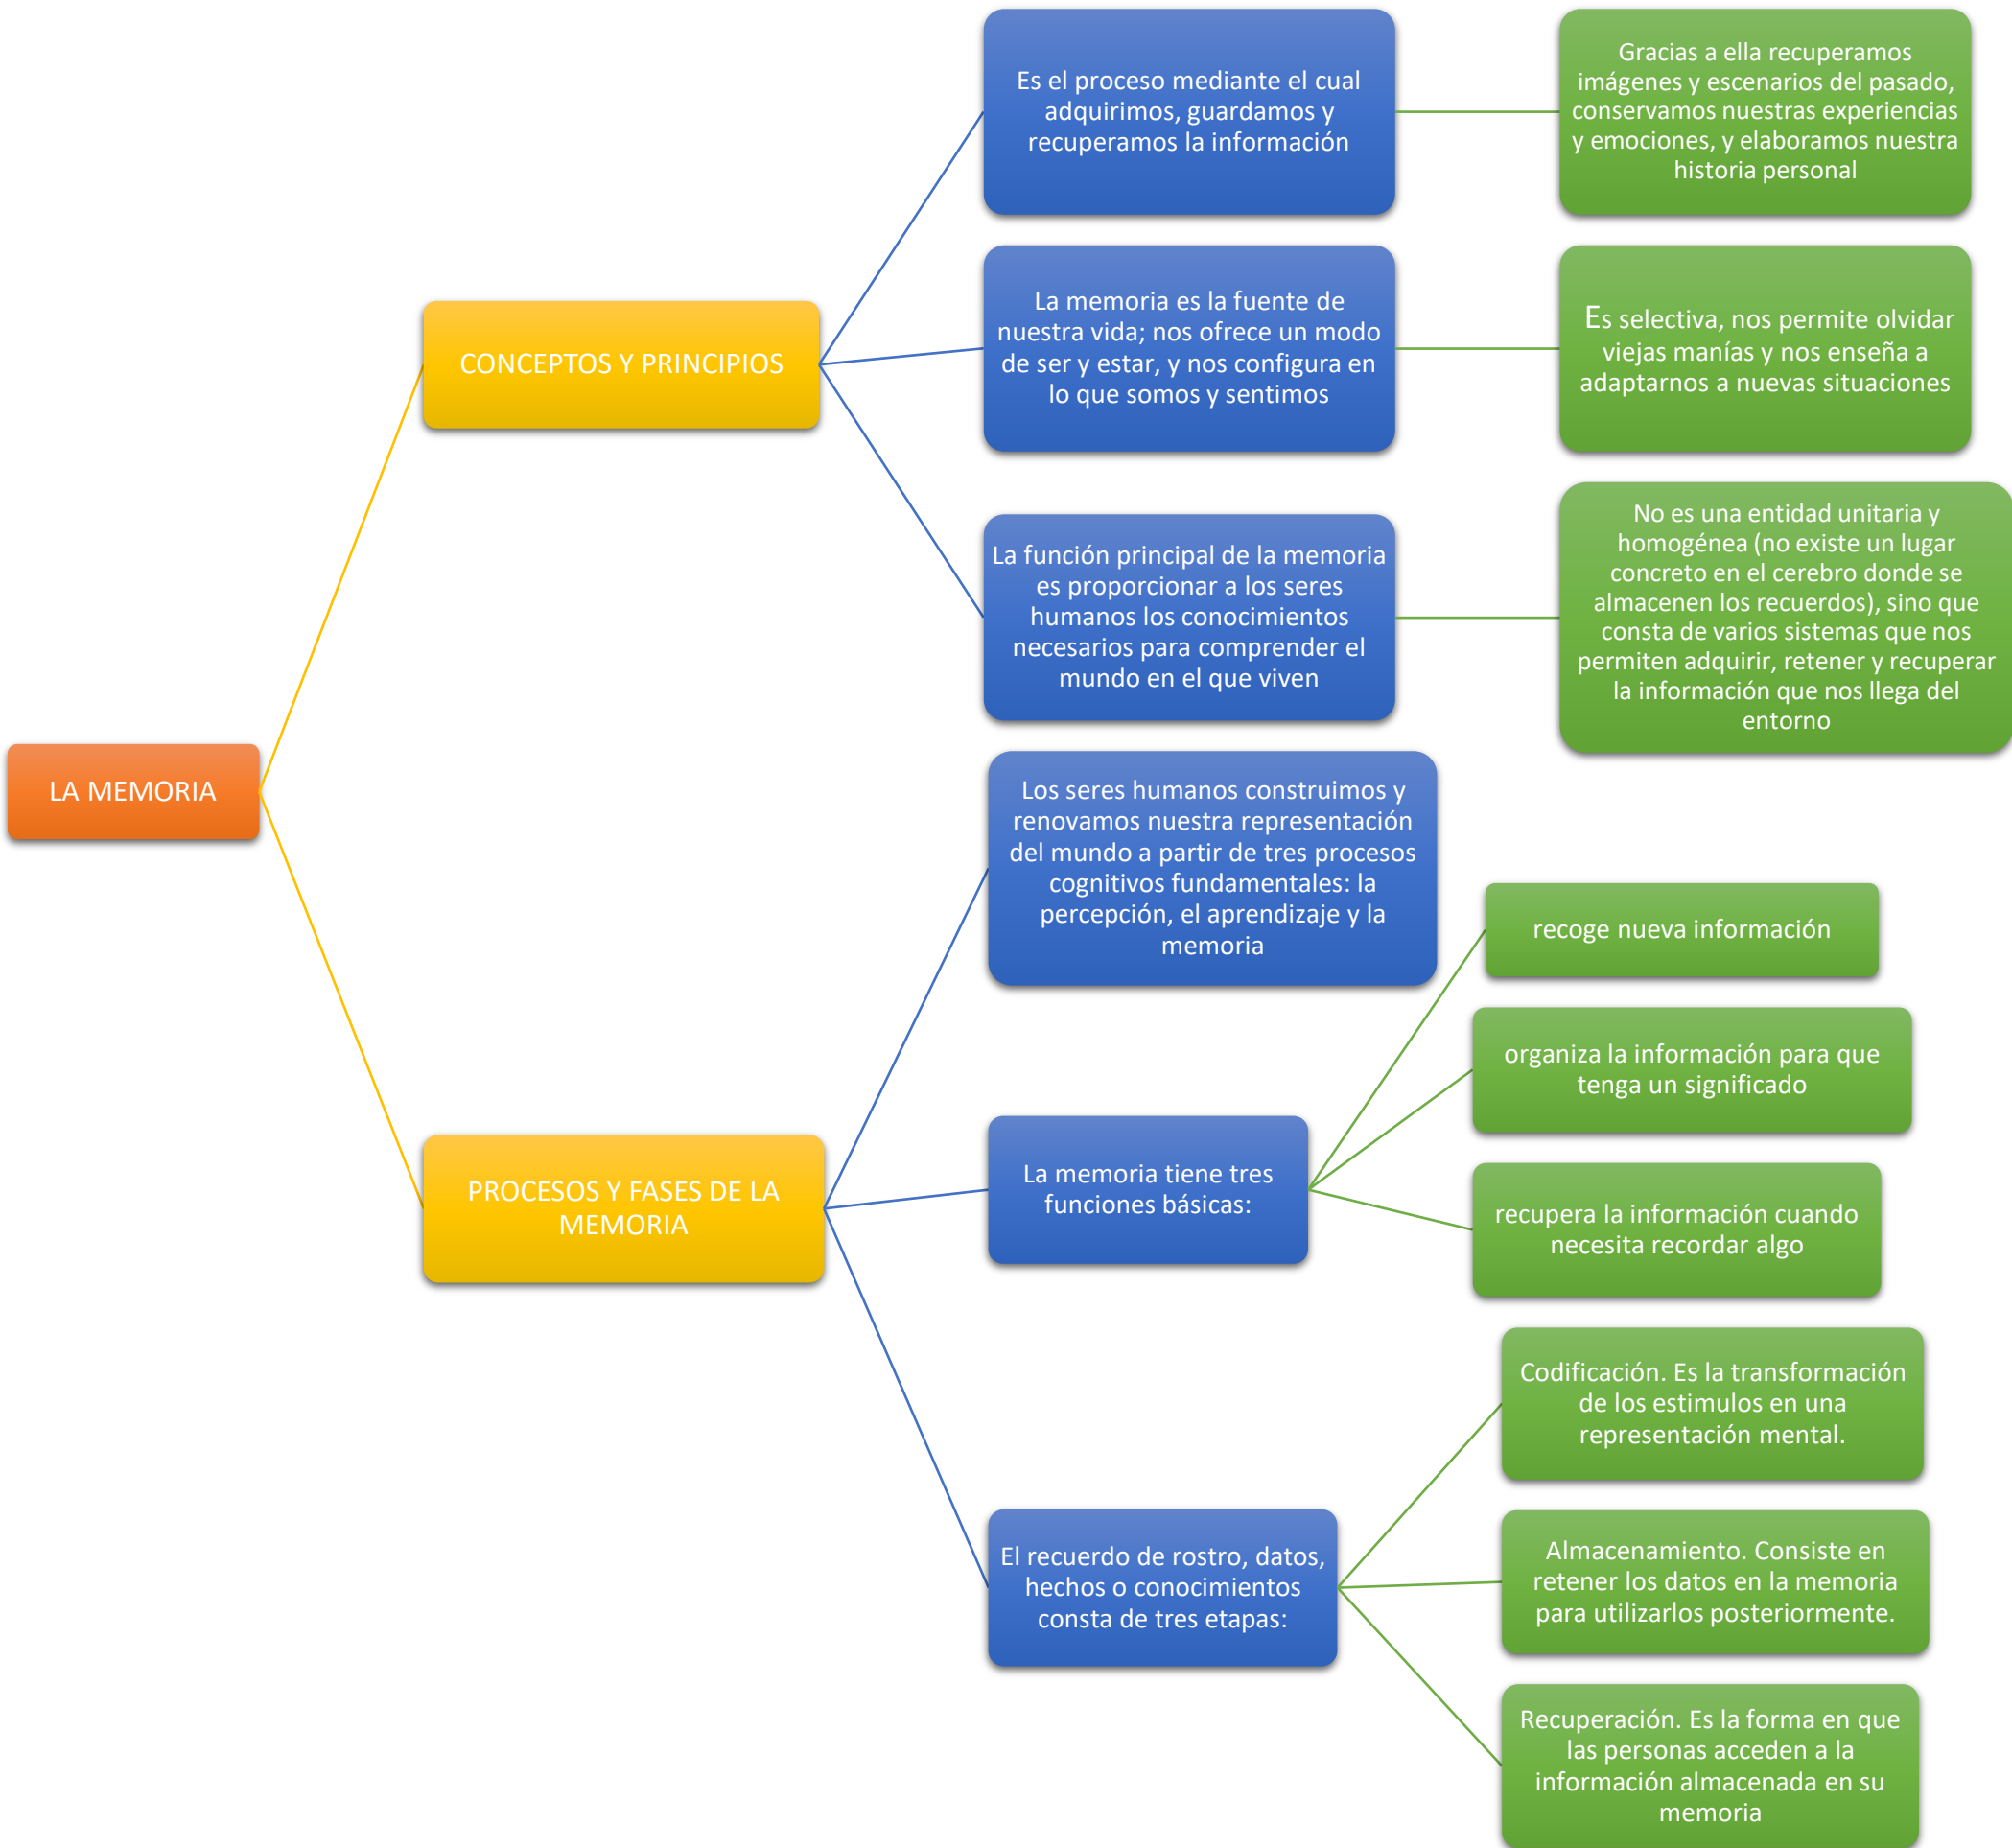 LA MEMORIA
CONCEPTOS Y PRINCIPIOS
Es el proceso mediante el cual
adquirimos, guardamos y
recuperamos la información
Gracias a ella recuperamos
imágenes y escenarios del pasado,
conservamos nuestras experiencias
y emociones, y elaboramos nuestra
historia personal
La memoria es la fuente de
nuestra vida; nos ofrece un modo
de ser y estar, y nos configura en
lo que somos y sentimos
Es selectiva, nos permite olvidar
viejas manías y nos enseña a
adaptarnos a nuevas situaciones
La función principal de la memoria
es proporcionar a los seres
humanos los conocimientos
necesarios para comprender el
mundo en el que viven
No es una entidad unitaria y
homogénea (no existe un lugar
concreto en el cerebro donde se
almacenen los recuerdos), sino que
consta de varios sistemas que nos
permiten adquirir, retener y recuperar
la información que nos llega del
entorno
PROCESOS Y FASES DE LA
MEMORIA
Los seres humanos construimos y
renovamos nuestra representación
del mundo a partir de tres procesos
cognitivos fundamentales: la
percepción, el aprendizaje y la
memoria
La memoria tiene tres
funciones básicas:
recoge nueva información
organiza la información para que
tenga un significado
recupera la información cuando
necesita recordar algo
El recuerdo de rostro, datos,
hechos o conocimientos
consta de tres etapas:
Codificación. Es la transformación
de los estimulos en una
representación mental.
Almacenamiento. Consiste en
retener los datos en la memoria
para utilizarlos posteriormente.
Recuperación. Es la forma en que
las personas acceden a la
información almacenada en su
memoria